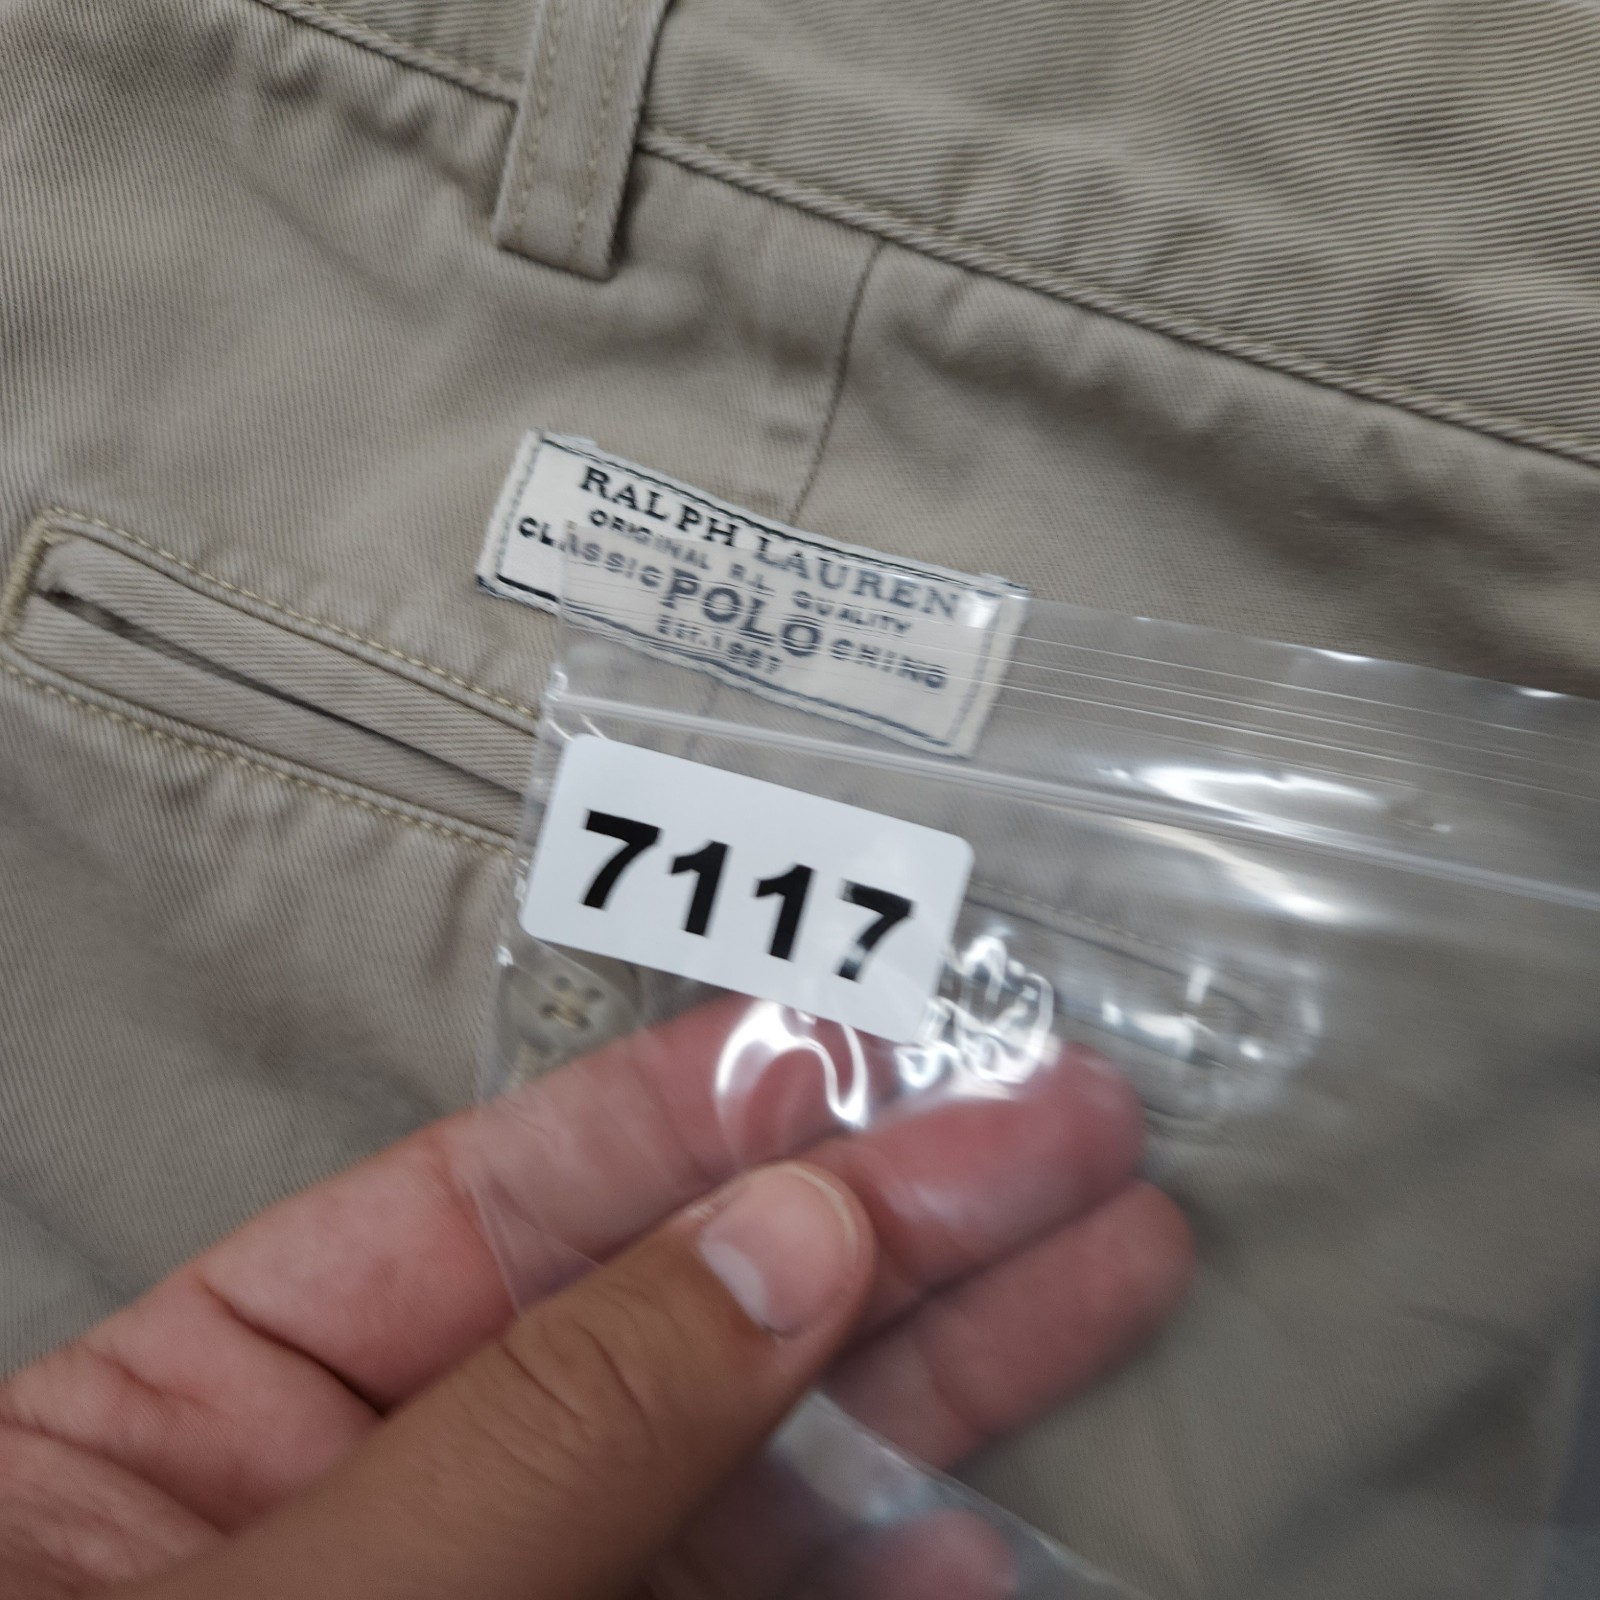 RALPH LAUREN
ORIGINAL R.L. QUALITY
CLASSIC POLO CHINO
EST. 1967
7117